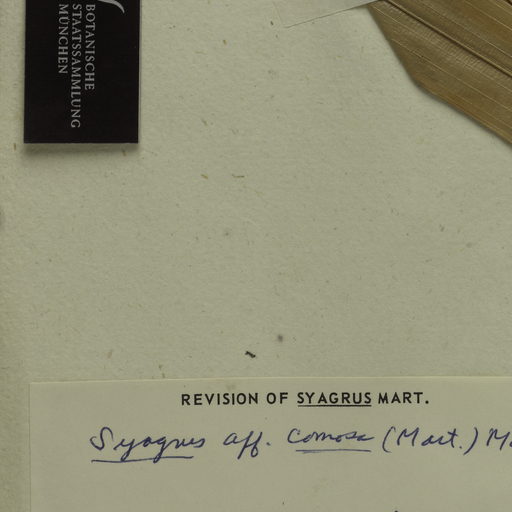 BOTANISCHE
STAATSSAMMLUNG
MÜNCHEN
REVISION OF SYAGRUS MART.
Syagrus aff. comosa (Mart.)